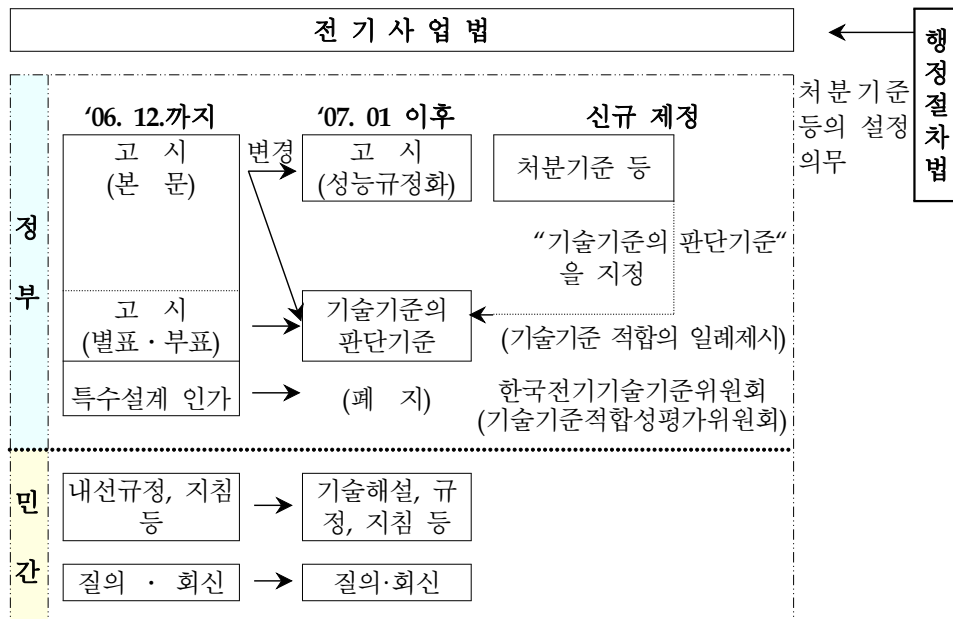 전 기 사 업 법
행정절차법
처분기준
등의 설정
의무
‘06. 12.까지
‘07. 01 이후
신규 제정
고 시
(본 문)
변경
고 시
(성능규정화)
처분기준 등
정부
“기술기준의 판단기준“
을 지정
고 시
(별표 · 부표)
기술기준의
판단기준
(기술기준 적합의 일례제시)
특수설계 인가
(폐 지)
한국전기기술기준위원회
(기술기준적합성평가위원회)
민간
내선규정, 지침
등
기술해설, 규
정, 지침 등
질의 · 회신
질의·회신